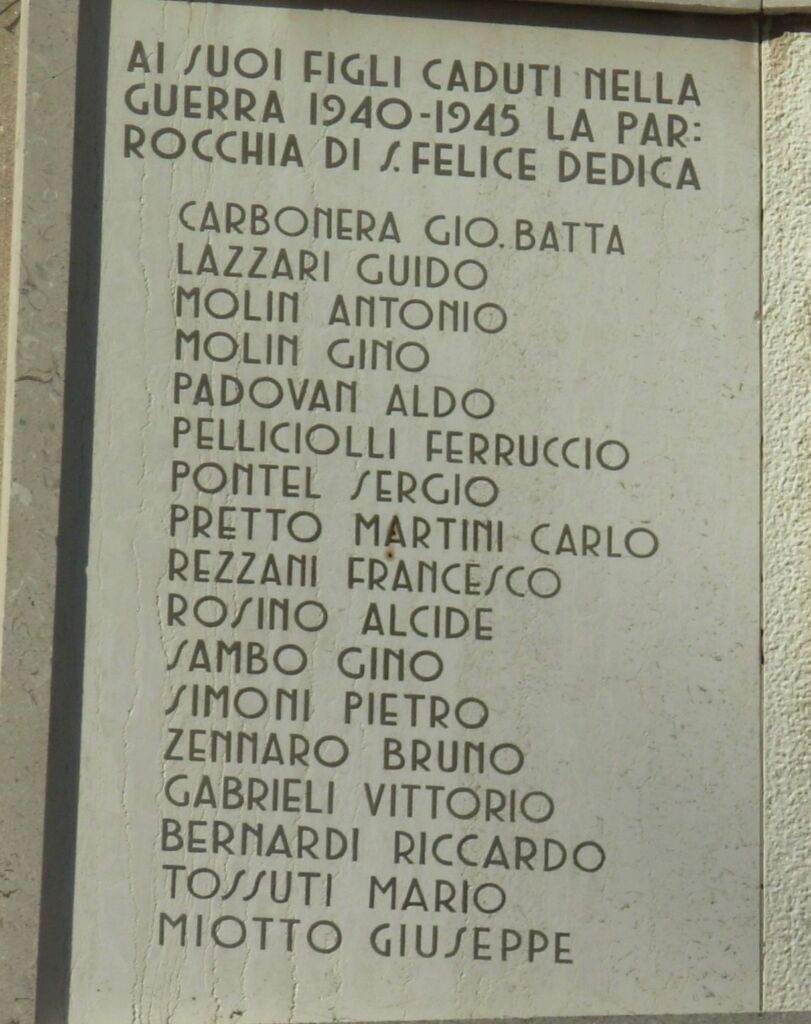 AI SUOI FIGLI CADUTI NELLA
GUERRA 1940-1945 LA PAR:
ROCCHIA DI S. FELICE DEDICA
CARBONERA GIO. BATTA
LAZZARI GUIDO
MOLIN ANTONIO
MOLIN GINO
PADOVAN ALDO
PELLICIOLLI FERRUCCIO
PONTEL SERGIO
PRETTO MARTINI CARLO
REZZANI FRANCESCO
ROSINO ALCIDE
SAMBO GINO
SIMONI PIETRO
ZENNARO BRUNO
GABRIELI VITTORIO
BERNARDI RICCARDO
TOSSUTI MARIO
MIOTTO GIUSEPPE